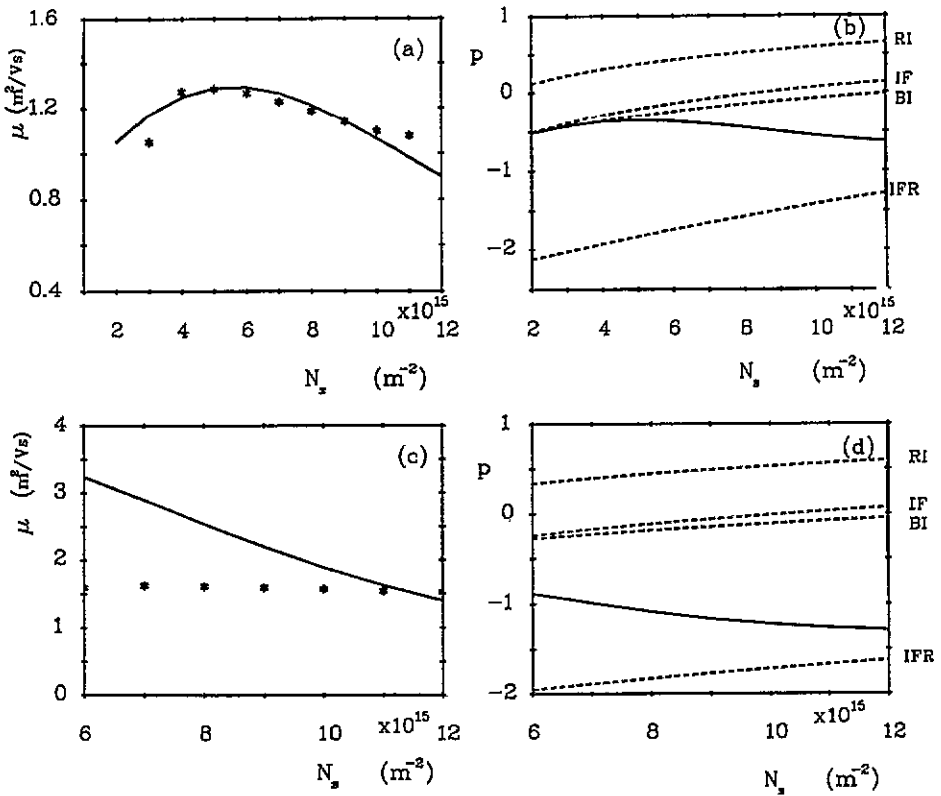 1.6
1.2
0.8
0.4
μ (m²/Vs)
(a)
2 4 6 8 10 12
x10¹⁵
Nₛ (m⁻²)
1
0
−1
−2
p
(b)
RI
IF
BI
IFR
2 4 6 8 10 12
x10¹⁵
Nₛ (m⁻²)
4
3
2
1
0
μ (m²/Vs)
(c)
6 8 10 12
x10¹⁵
Nₛ (m⁻²)
1
0
−1
−2
p
(d)
RI
IF
BI
IFR
6 8 10 12
x10¹⁵
Nₛ (m⁻²)